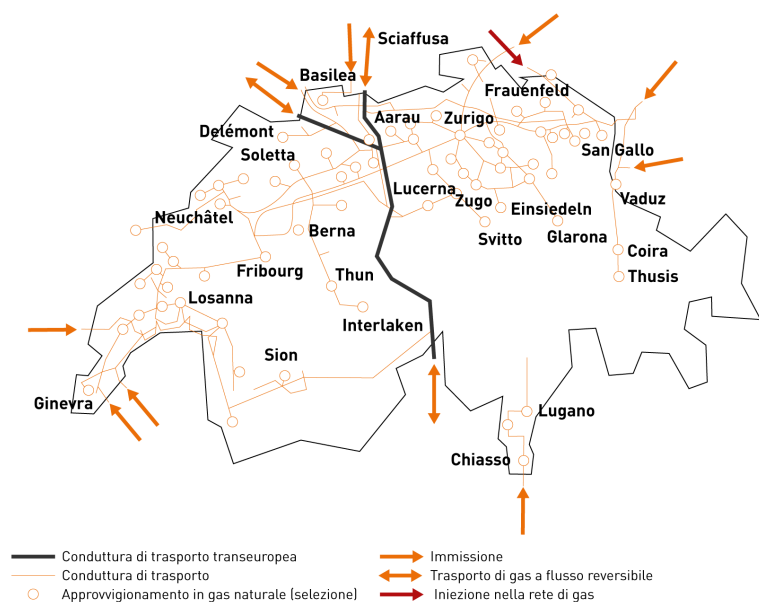 Sciaffusa
Basilea
Frauenfeld
Aarau
Zurigo
Delémont
San Gallo
Soletta
Lucerna
Vaduz
Zugo
Einsiedeln
Neuchâtel
Berna
Svitto
Glarona
Coira
Fribourg
Thun
Thusis
Losanna
Interlaken
Sion
Ginevra
Lugano
Chiasso
Conduttura di trasporto transeuropea
Conduttura di trasporto
Approvvigionamento in gas naturale (selezione)
Immissione
Trasporto di gas a flusso reversibile
Iniezione nella rete di gas